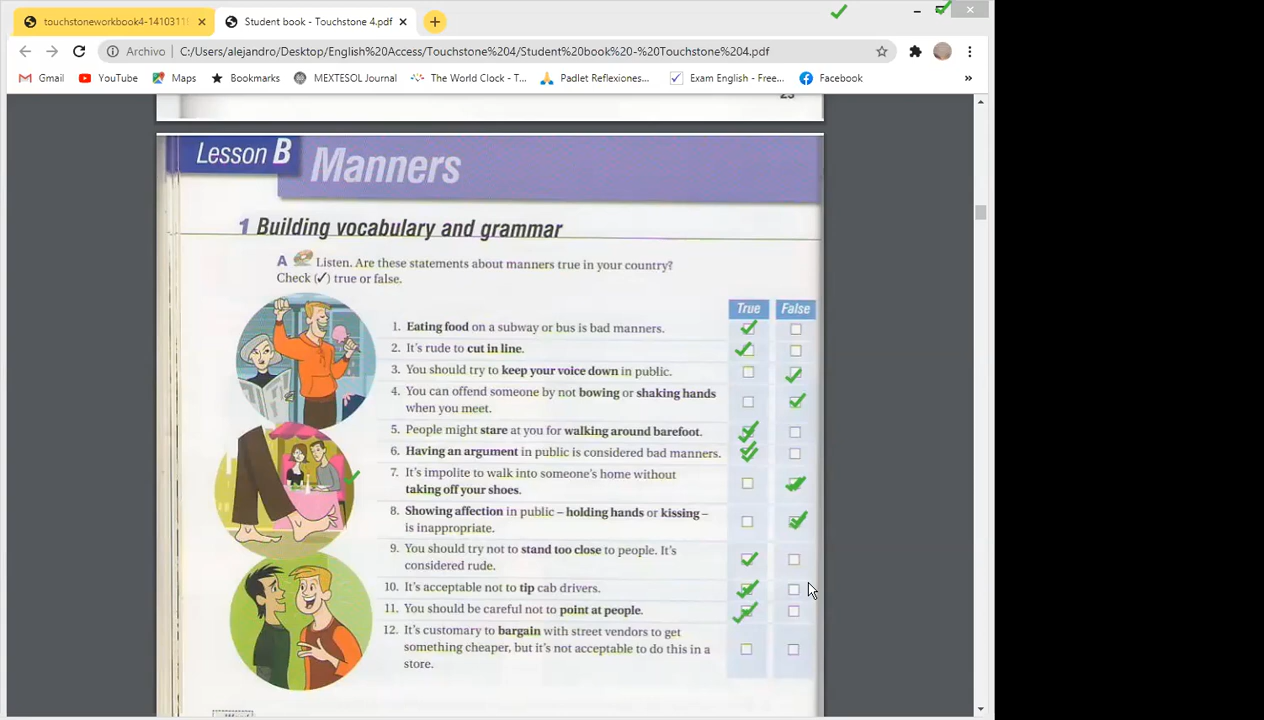 touchstoneworkbook4-14103111
Student book - Touchstone 4.pdf
Archivo
C:/Users/alejandro/Desktop/English%20Access/Touchstone%204/Student%20book%20-%20Touchstone%204.pdf
Gmail
YouTube
Maps
Bookmarks
MEXTESOL Journal
The World Clock - T...
Padlet Reflexiones...
Exam English - Free...
Facebook
»
Lesson B
Manners
1 Building vocabulary and grammar
A Listen. Are these statements about manners true in your country?
Check (✓) true or false.
True False
1. Eating food on a subway or bus is bad manners.
2. It's rude to cut in line.
3. You should try to keep your voice down in public.
4. You can offend someone by not bowing or shaking hands
when you meet.
5. People might stare at you for walking around barefoot.
6. Having an argument in public is considered bad manners.
7. It's impolite to walk into someone's home without
taking off your shoes.
8. Showing affection in public – holding hands or kissing –
is inappropriate.
9. You should try not to stand too close to people. It's
considered rude.
10. It's acceptable not to tip cab drivers.
11. You should be careful not to point at people.
12. It's customary to bargain with street vendors to get
something cheaper, but it's not acceptable to do this in a
store.